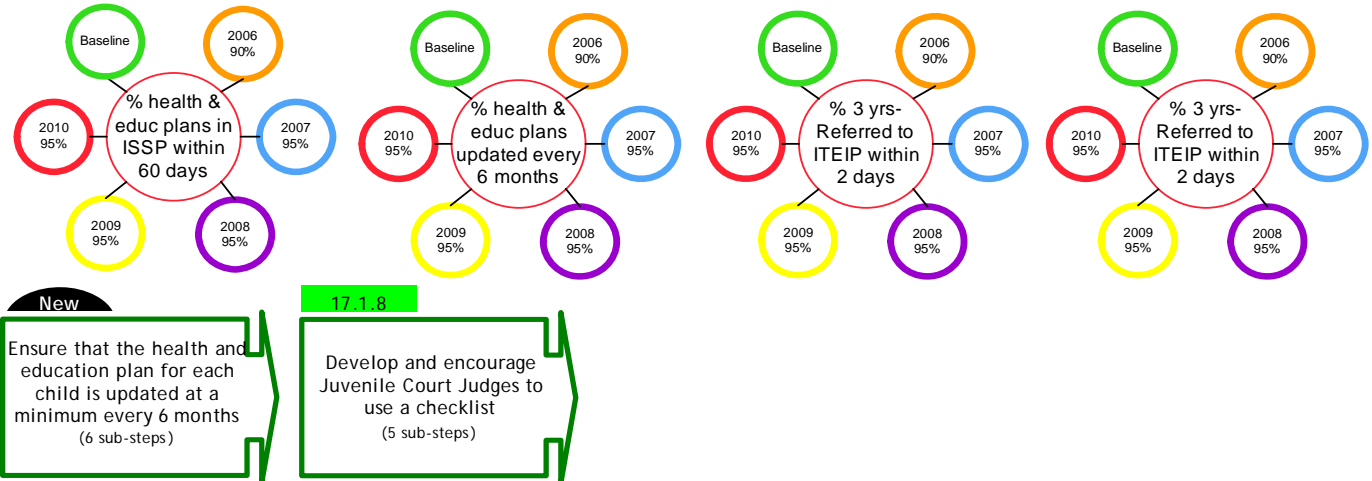 Baseline
2006
90%
2007
95%
2008
95%
2009
95%
2010
95%
% health &
educ plans in
ISSP within
60 days
Baseline
2006
90%
2007
95%
2008
95%
2009
95%
2010
95%
% health &
educ plans
updated every
6 months
Baseline
2006
90%
2007
95%
2008
95%
2009
95%
2010
95%
% 3 yrs-
Referred to
ITEIP within
2 days
Baseline
2006
90%
2007
95%
2008
95%
2009
95%
2010
95%
% 3 yrs-
Referred to
ITEIP within
2 days
New
Ensure that the health and
education plan for each
child is updated at a
minimum every 6 months
(6 sub-steps)
17.1.8
Develop and encourage
Juvenile Court Judges to
use a checklist
(5 sub-steps)